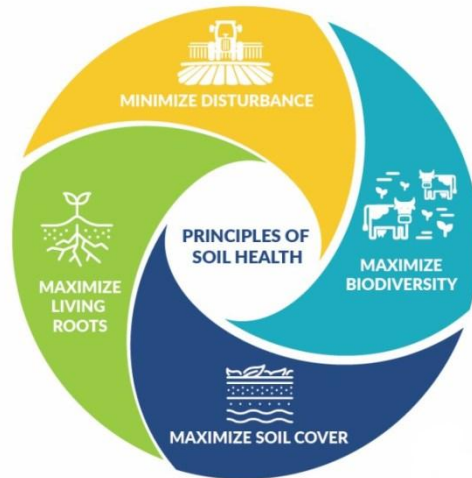 MINIMIZE DISTURBANCE
PRINCIPLES OF
SOIL HEALTH
MAXIMIZE
BIODIVERSITY
MAXIMIZE
LIVING
ROOTS
MAXIMIZE SOIL COVER